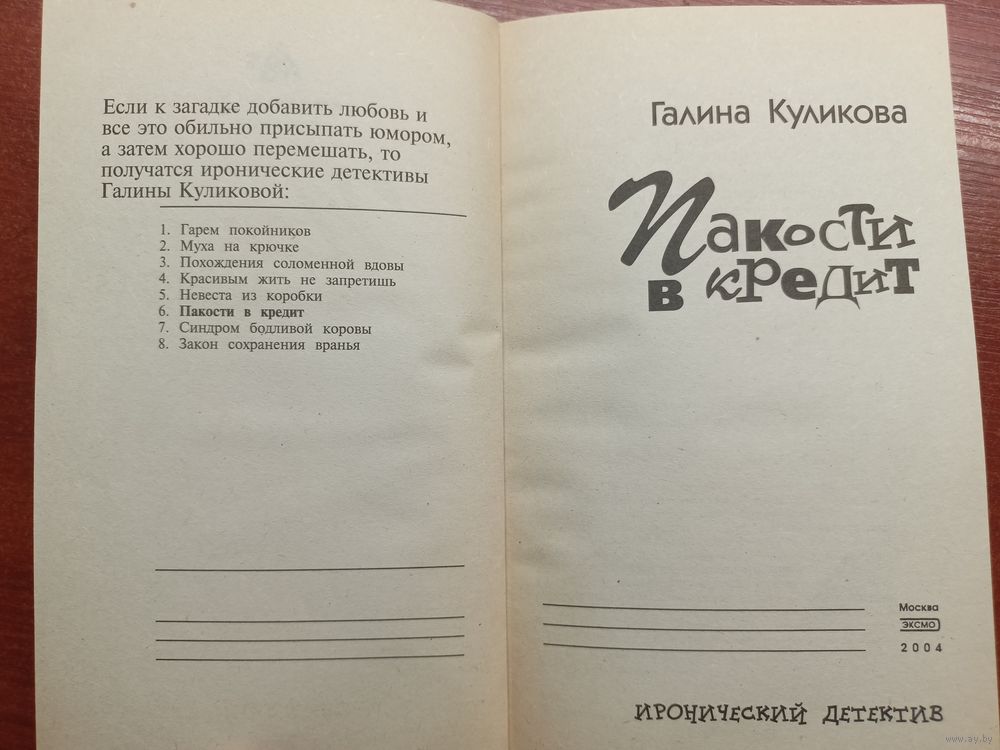 Если к загадке добавить любовь и
все это обильно присыпать юмором,
а затем хорошо перемешать, то
получатся иронические детективы
Галины Куликовой:
1. Гарем покойников
2. Муха на крючке
3. Похождения соломенной вдовы
4. Красивым жить не запретишь
5. Невеста из коробки
6. Пакости в кредит
7. Синдром бодливой коровы
8. Закон сохранения вранья
Галина Куликова
Пакости
в кредит
Москва
ЭКСМО
2004
ИРОНИЧЕСКИЙ ДЕТЕКТИВ
www.ay.by